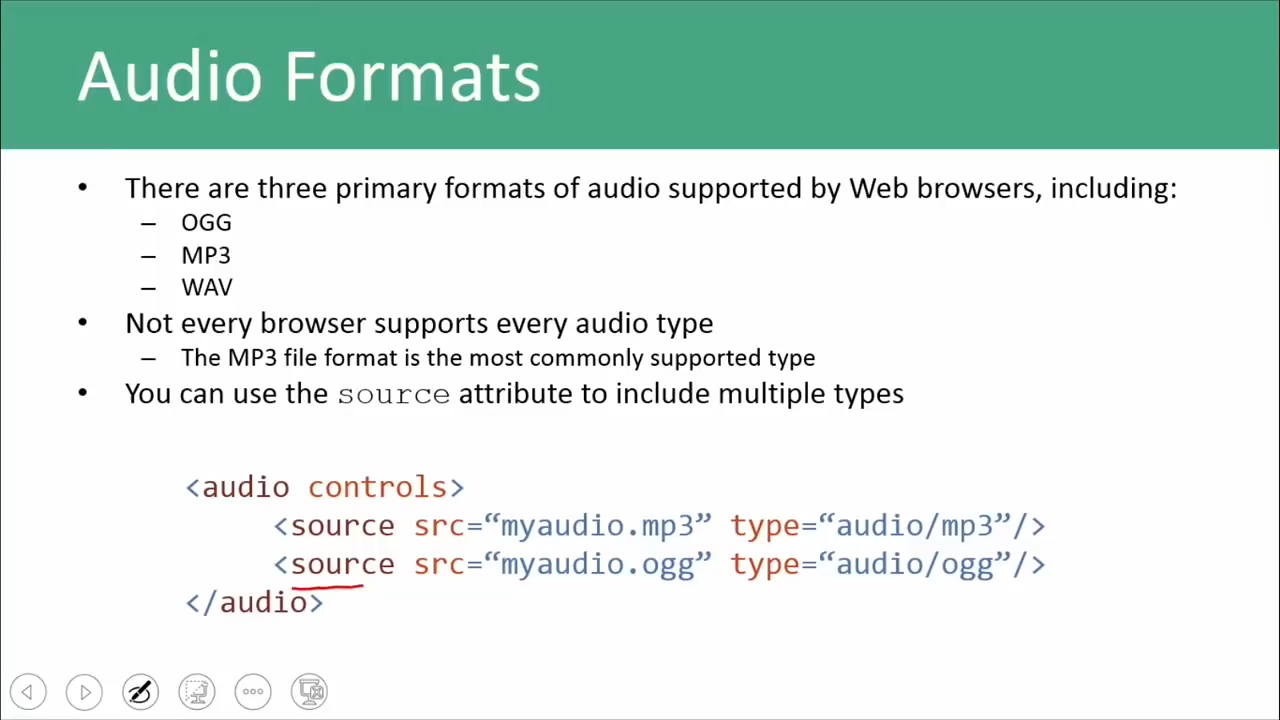 Audio Formats
• There are three primary formats of audio supported by Web browsers, including:
– OGG
– MP3
– WAV
• Not every browser supports every audio type
– The MP3 file format is the most commonly supported type
• You can use the source attribute to include multiple types
<audio controls>
<source src=“myaudio.mp3” type=“audio/mp3”/>
<source src=“myaudio.ogg” type=“audio/ogg”/>
</audio>